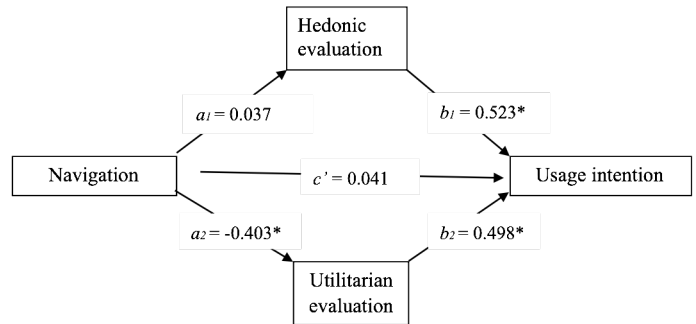 Hedonic
evaluation
a1 = 0.037
b1 = 0.523*
Navigation
c' = 0.041
Usage intention
a2 = -0.403*
b2 = 0.498*
Utilitarian
evaluation